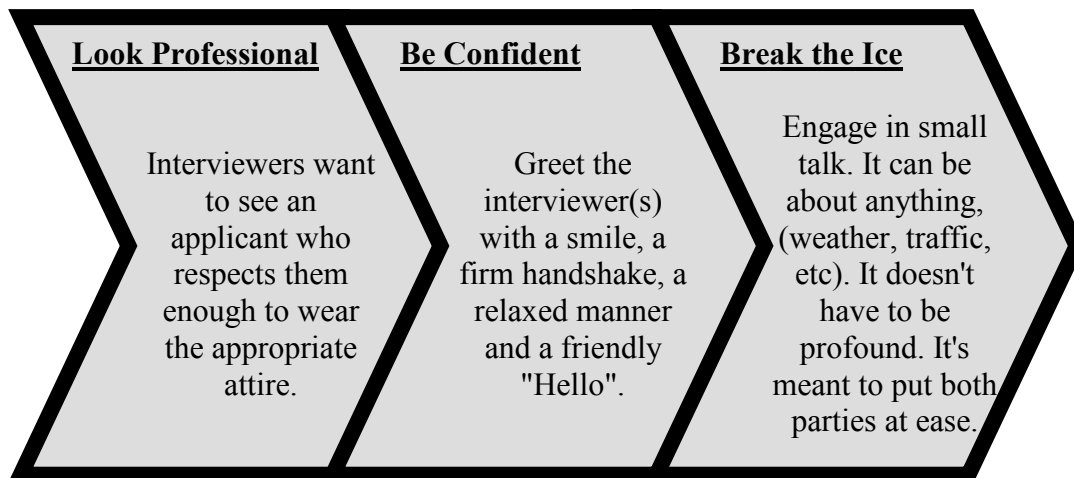 Look Professional
Interviewers want
to see an
applicant who
respects them
enough to wear
the appropriate
attire.
Be Confident
Greet the
interviewer(s)
with a smile, a
firm handshake, a
relaxed manner
and a friendly
"Hello".
Break the Ice
Engage in small
talk. It can be
about anything,
(weather, traffic,
etc). It doesn't
have to be
profound. It's
meant to put both
parties at ease.